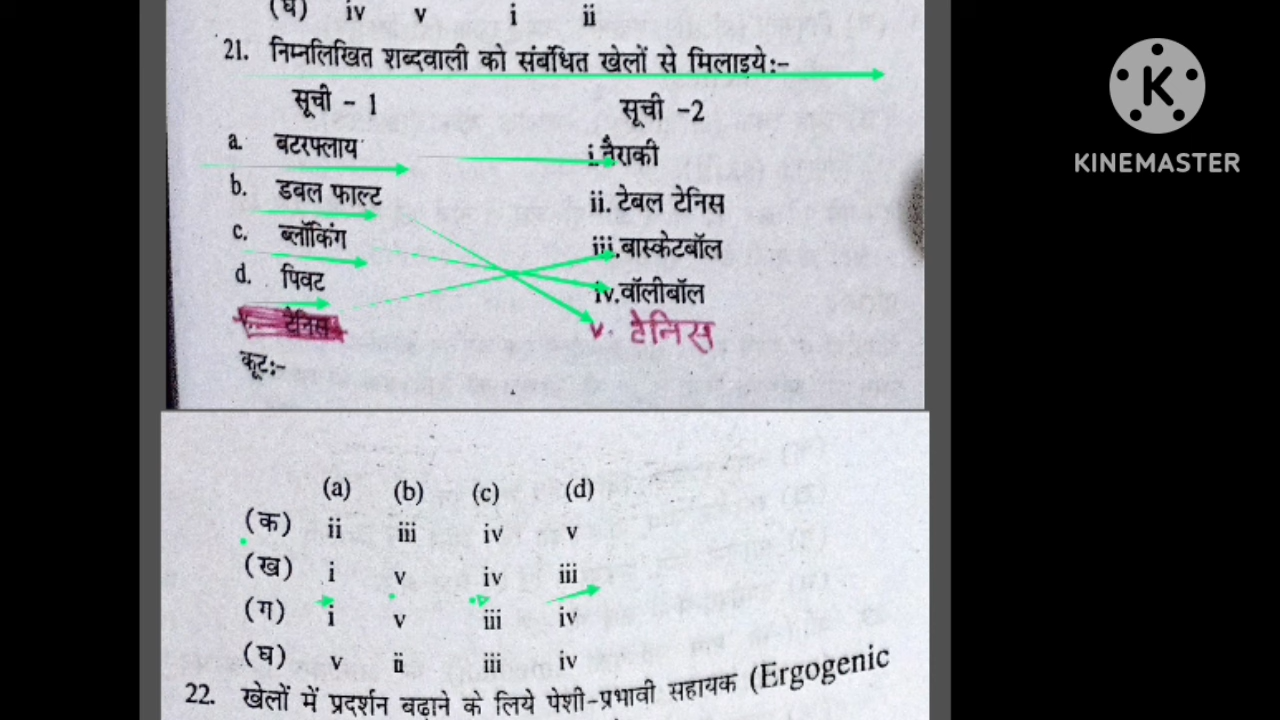 (घ) iv v i ii
21. निम्नलिखित शब्दवाली को संबंधित खेलों से मिलाइये:-
सूची - 1 सूची -2
a. बटरफ्लाय i नैराकी
b. डबल फाल्ट ii. टेबल टेनिस
c. ब्लॉकिंग iii. बास्केटबॉल
d. पिवट iv. वॉलीबॉल
टेनिस v. टेनिस
कूट:-
(a) (b) (c) (d)
(क) ii iii iv v
(ख) i v iv iii
(ग) i v iii iv
(घ) v ii iii iv
22. खेलों में प्रदर्शन बढ़ाने के लिये पेशी-प्रभावी सहायक (Ergogenic
K
KINEMASTER